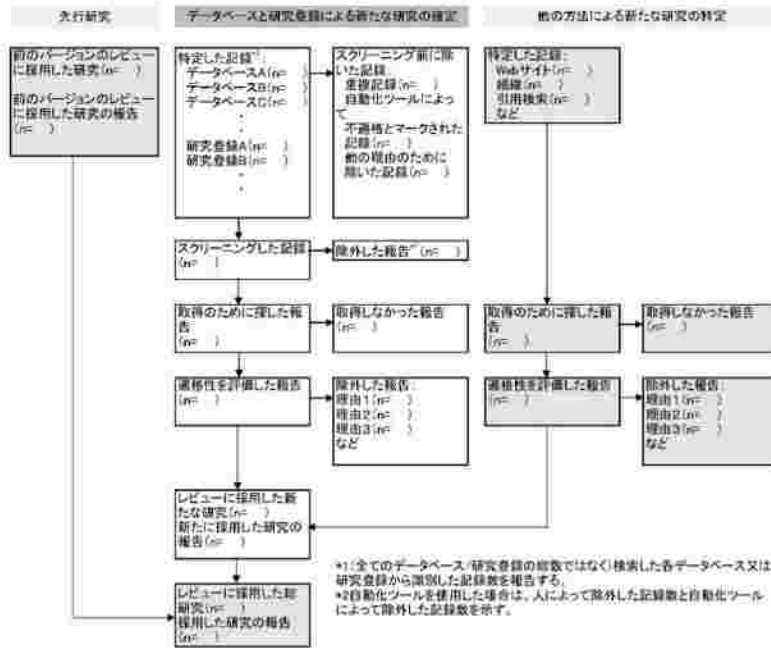 先行研究
データベースと研究登録による新たな研究の確定
他の方法による新たな研究の特定
前のバージョンのレビュー
に採用した研究(n=　)
前のバージョンのレビュー
に採用した研究の報告
(n=　)
特定した記録*1:
データベースA(n=　)
データベースB(n=　)
データベースC(n=　)
・
・
研究登録A(n=　)
研究登録B(n=　)
・
・
スクリーニング前に除
いた記録:
重複記録(n=　)
自動化ツールによっ
て
不適格とマークされた
記録(n=　)
他の理由のために
除いた記録(n=　)
特定した記録:
Webサイト(n=　)
組織(n=　)
引用検索(n=　)
など
スクリーニングした記録
(n=　)
除外した報告*2(n=　)
取得のために探した報
告
(n=　)
取得しなかった報告
(n=　)
取得のために探した報
告
(n=　)
取得しなかった報告
(n=　)
適格性を評価した報告
(n=　)
除外した報告:
理由1(n=　)
理由2(n=　)
理由3(n=　)
など
適格性を評価した報告
(n=　)
除外した報告:
理由1(n=　)
理由2(n=　)
理由3(n=　)
など
レビューに採用した新
たな研究(n=　)
新たに採用した研究の
報告(n=　)
レビューに採用した総
研究(n=　)
採用した研究の報告
(n=　)
*1(全てのデータベース/研究登録の総数ではなく)検索した各データベース又は
研究登録から識別した記録数を報告する。
*2自動化ツールを使用した場合は、人によって除外した記録数と自動化ツール
によって除外した記録数を示す。